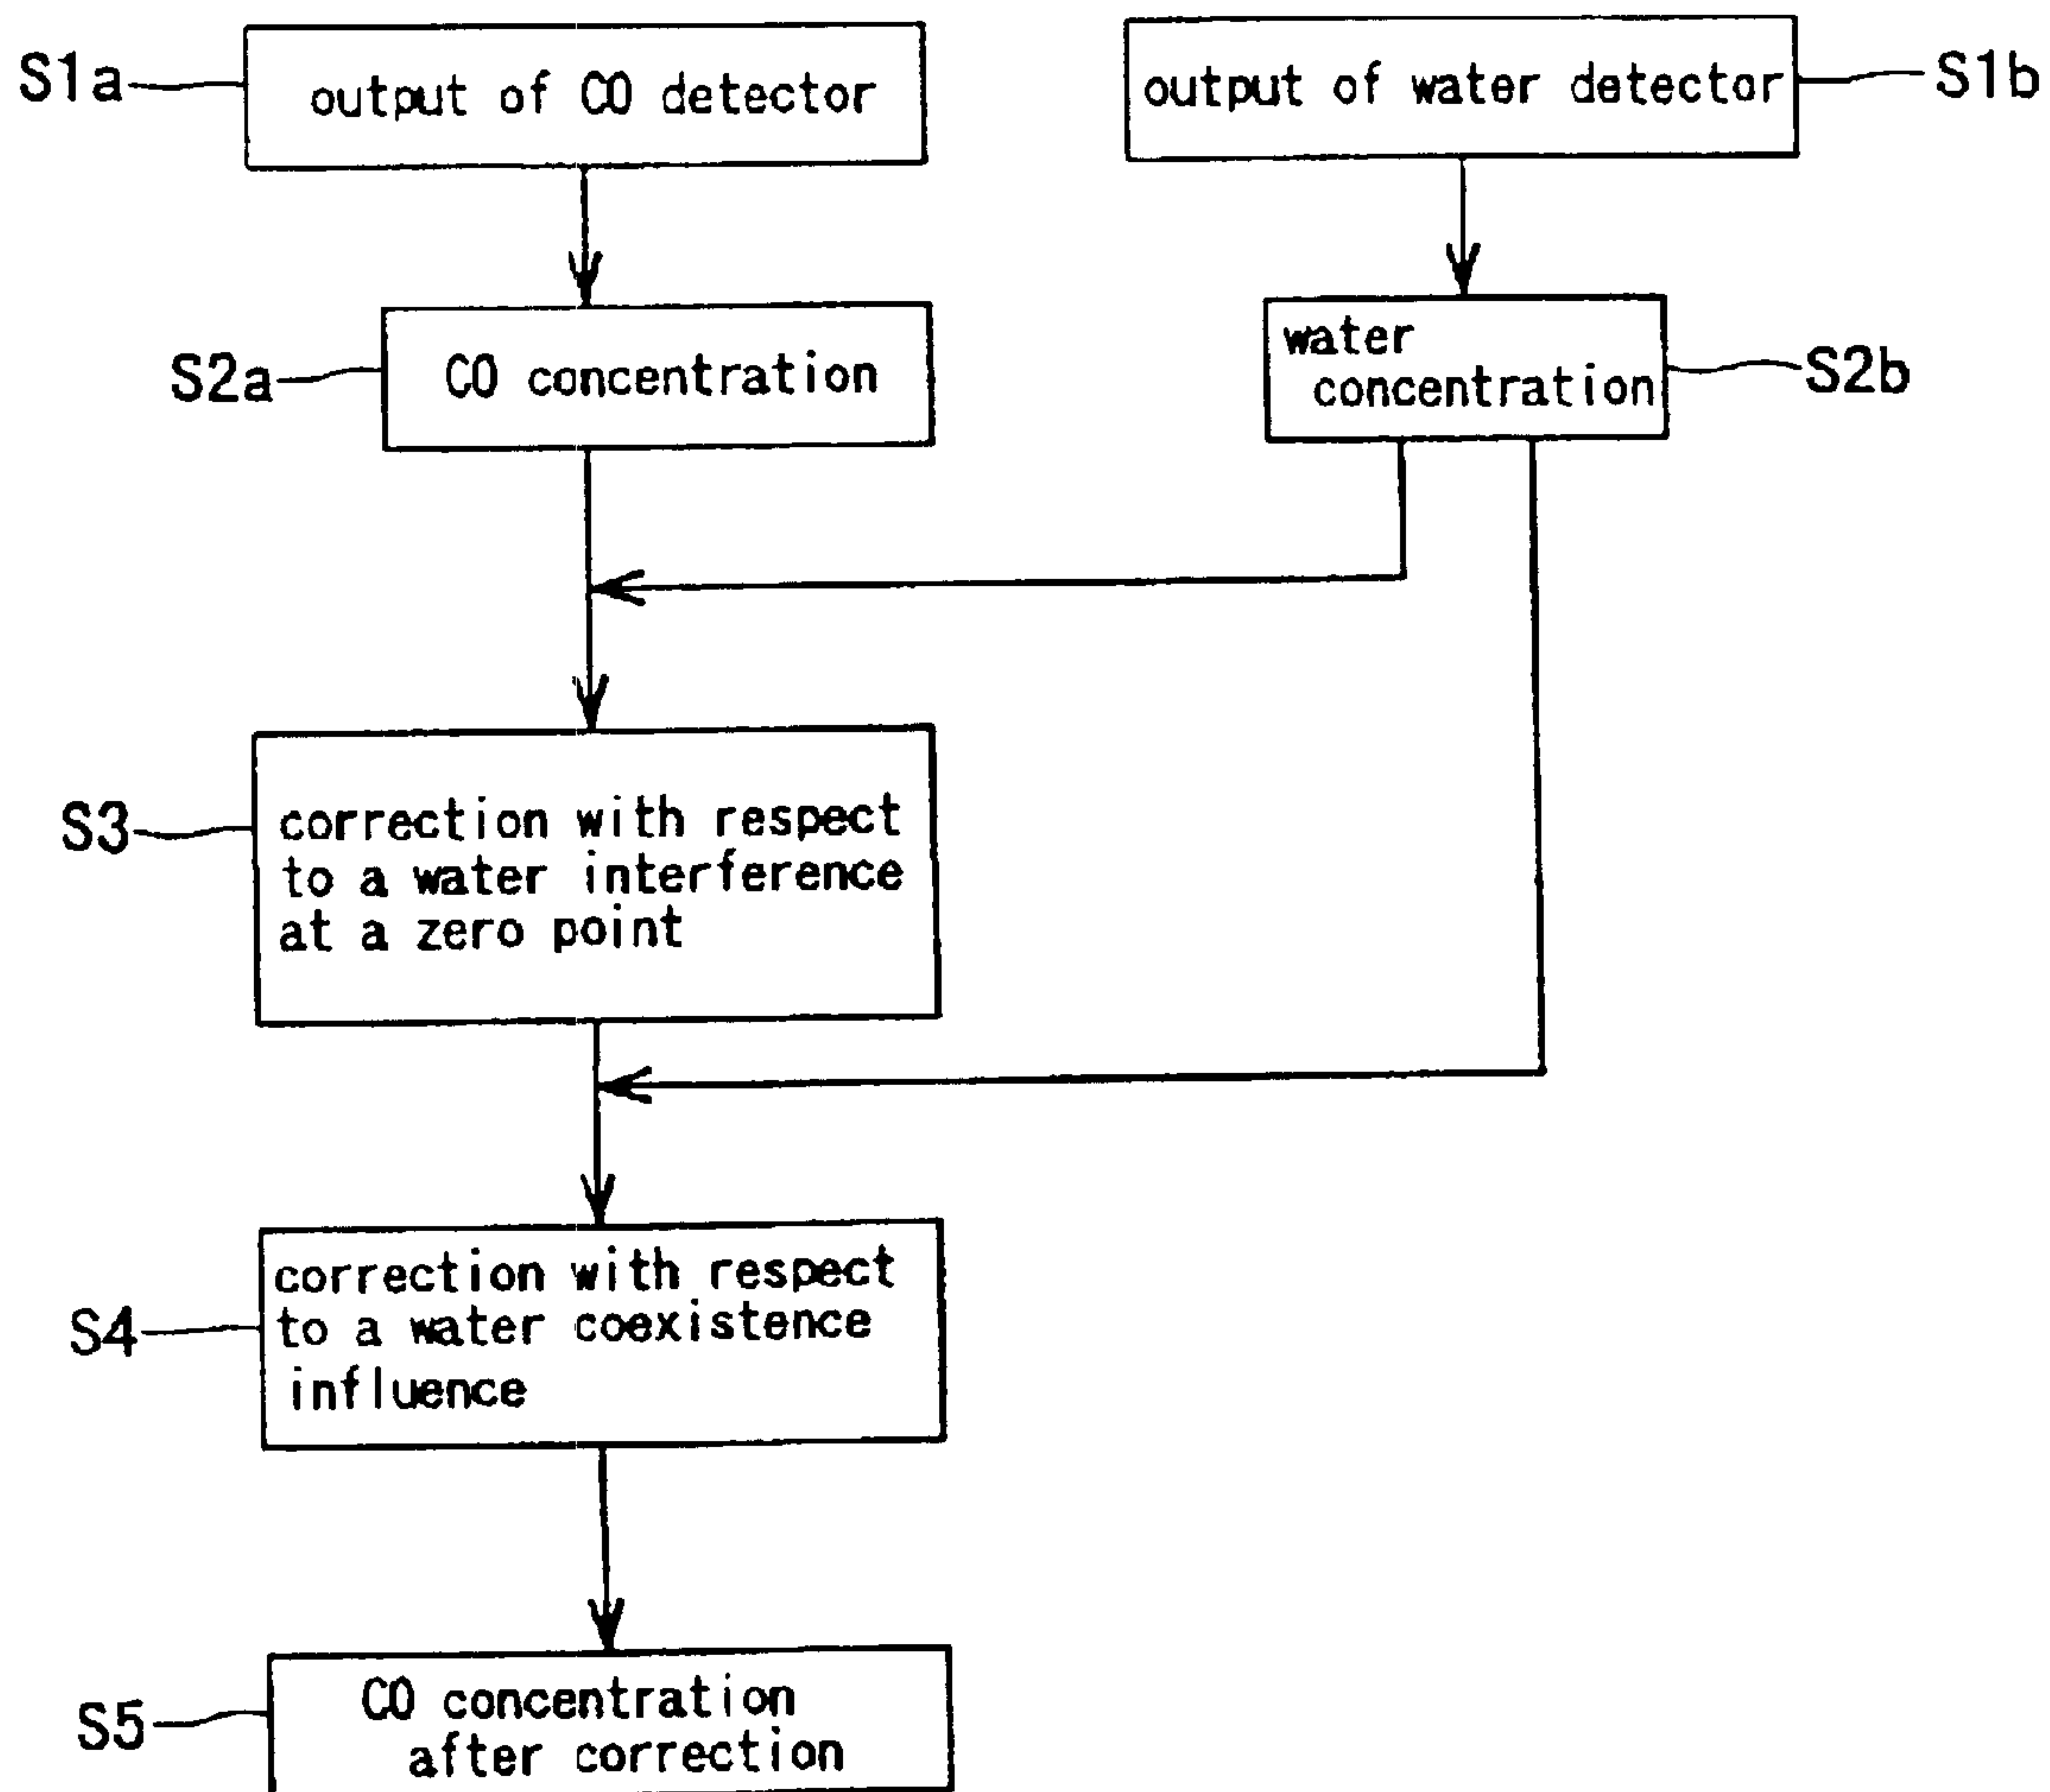 S1a
output of CO detector
output of water detector
S1b
S2a
CO concentration
water
concentration
S2b
S3
correction with respect
to a water interference
at a zero point
S4
correction with respect
to a water coexistence
influence
S5
CO concentration
after correction